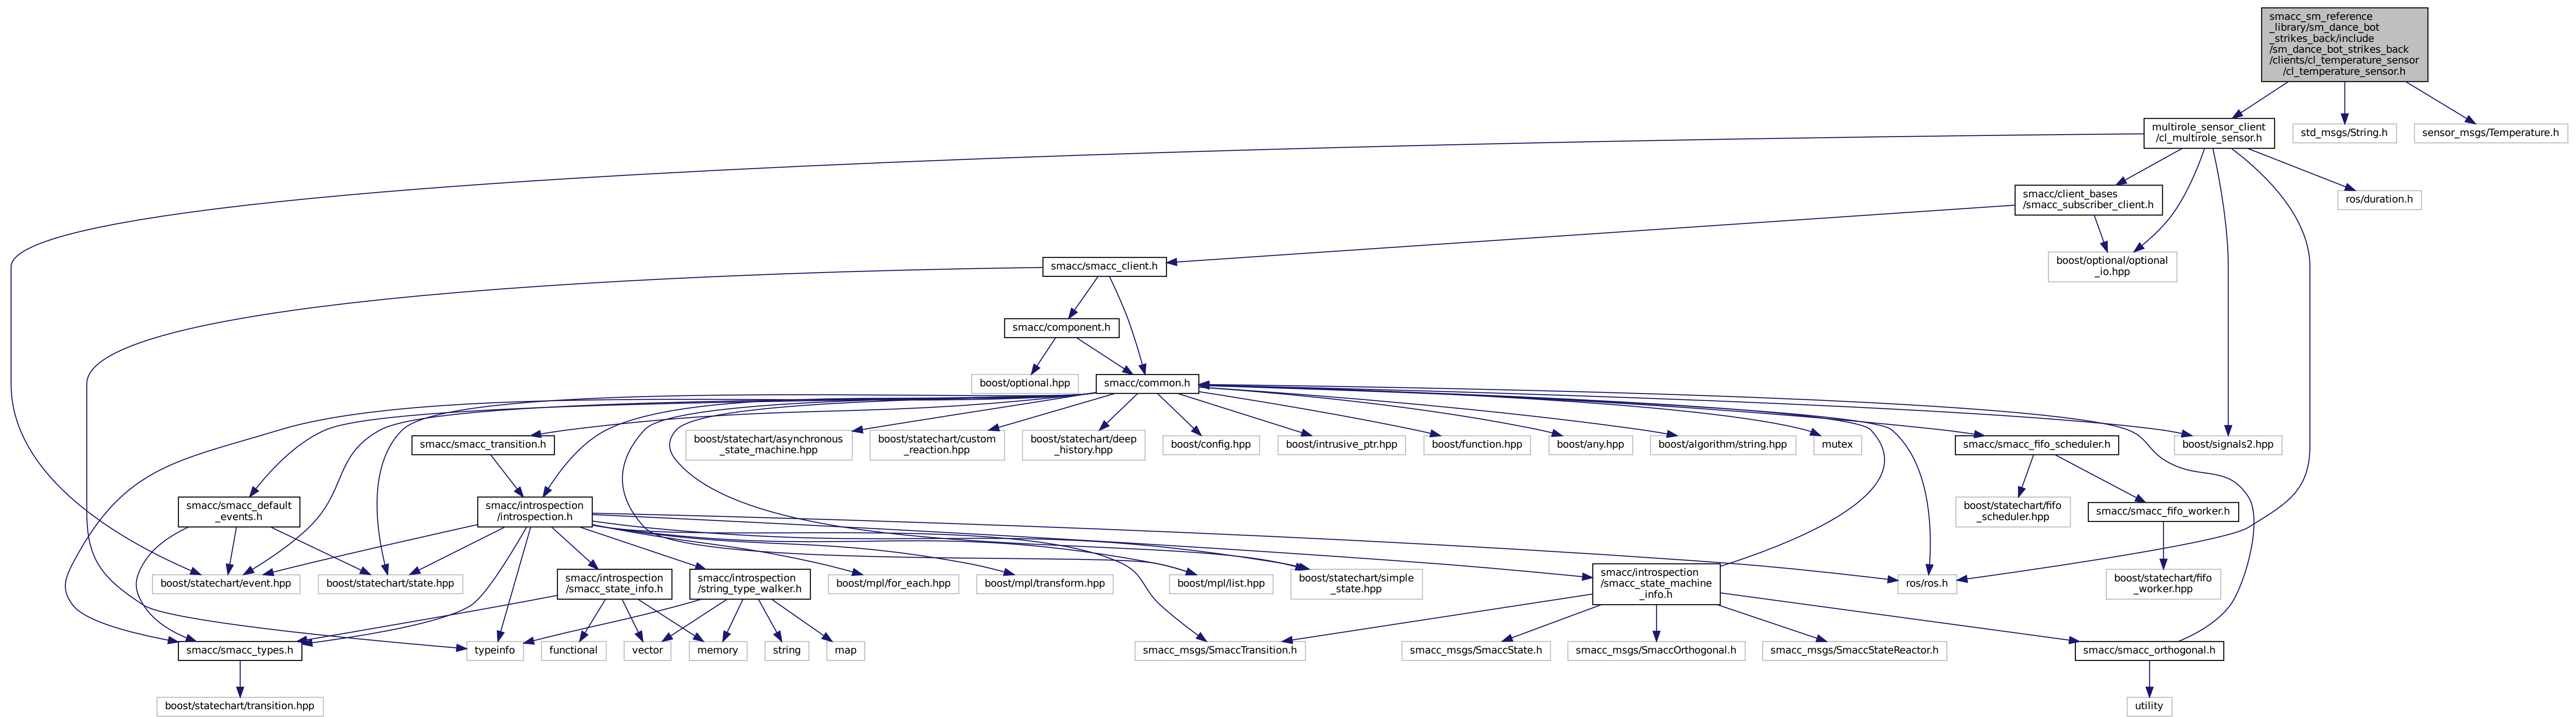 smacc_sm_reference
_library/sm_dance_bot
_strikes_back/include
/sm_dance_bot_strikes_back
/clients/cl_temperature_sensor
/cl_temperature_sensor.h
multirole_sensor_client
/cl_multirole_sensor.h
std_msgs/String.h
sensor_msgs/Temperature.h
smacc/client_bases
/smacc_subscriber_client.h
ros/duration.h
boost/optional/optional
_io.hpp
smacc/smacc_client.h
smacc/component.h
boost/optional.hpp
smacc/common.h
smacc/smacc_transition.h
boost/statechart/asynchronous
_state_machine.hpp
boost/statechart/custom
_reaction.hpp
boost/statechart/deep
_history.hpp
boost/config.hpp
boost/intrusive_ptr.hpp
boost/function.hpp
boost/any.hpp
boost/algorithm/string.hpp
mutex
smacc/smacc_fifo_scheduler.h
boost/signals2.hpp
smacc/smacc_default
_events.h
smacc/introspection
/introspection.h
boost/statechart/fifo
_scheduler.hpp
smacc/smacc_fifo_worker.h
boost/statechart/event.hpp
boost/statechart/state.hpp
smacc/introspection
/smacc_state_info.h
smacc/introspection
/string_type_walker.h
boost/mpl/for_each.hpp
boost/mpl/transform.hpp
boost/mpl/list.hpp
boost/statechart/simple
_state.hpp
smacc/introspection
/smacc_state_machine
_info.h
ros/ros.h
boost/statechart/fifo
_worker.hpp
smacc/smacc_types.h
typeinfo
functional
vector
memory
string
map
smacc_msgs/SmaccTransition.h
smacc_msgs/SmaccState.h
smacc_msgs/SmaccOrthogonal.h
smacc_msgs/SmaccStateReactor.h
smacc/smacc_orthogonal.h
boost/statechart/transition.hpp
utility